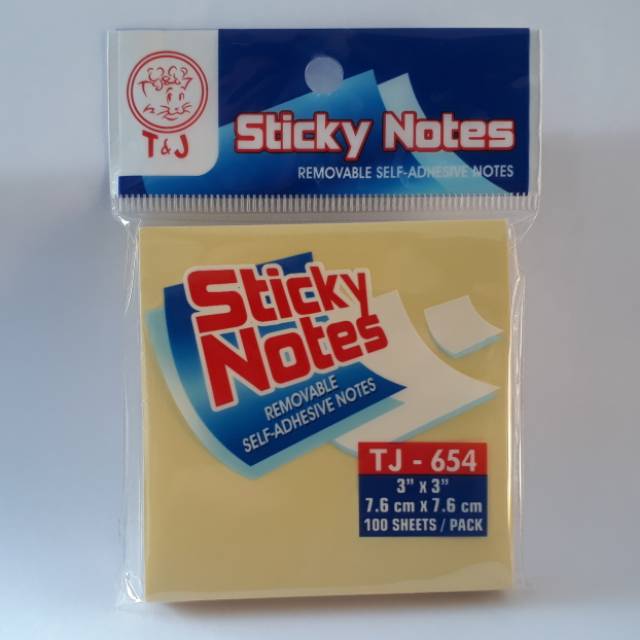 T & J
Sticky Notes
REMOVABLE SELF-ADHESIVE NOTES
Sticky
Notes
REMOVABLE
SELF-ADHESIVE NOTES
TJ - 654
3" x 3"
7.6 cm x 7.6 cm
100 SHEETS / PACK